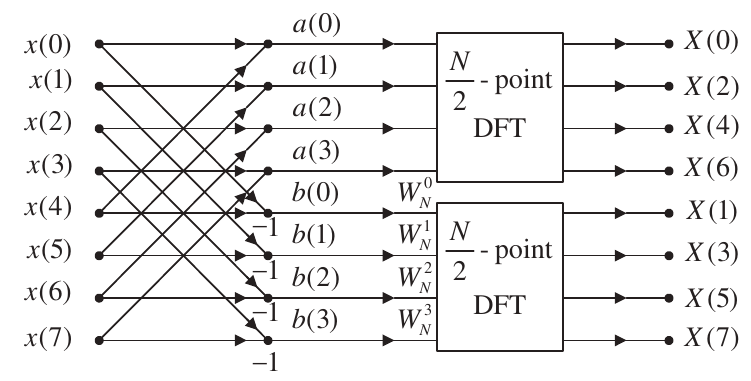 x(0) a(0) X(0)
x(1) a(1) N/2 - point X(2)
x(2) a(2) DFT X(4)
x(3) a(3) X(6)
x(4) b(0) W_N^0 X(1)
x(5) -1 b(1) W_N^1 N/2 - point X(3)
x(6) -1 b(2) W_N^2 DFT X(5)
x(7) -1 b(3) W_N^3 X(7)
-1